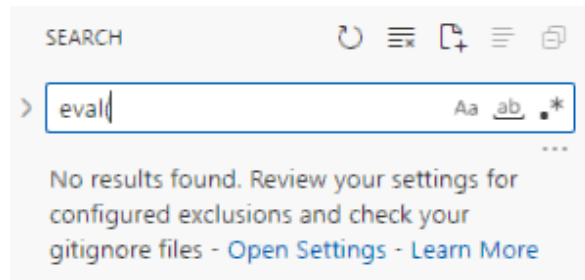 SEARCH
eval(
Aa ab .*
No results found. Review your settings for
configured exclusions and check your
gitignore files - Open Settings - Learn More